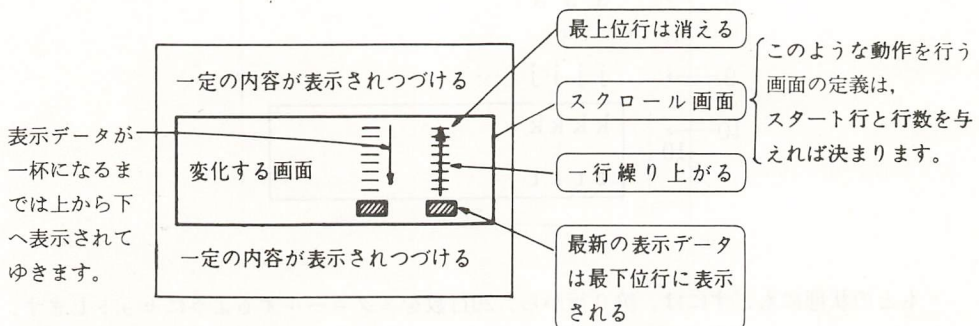 最上位行は消える
一定の内容が表示されつづける
スクロール画面
このような動作を行う
画面の定義は,
スタート行と行数を与
えれば決まります。
表示データが
一杯になるま
では上から下
へ表示されて
ゆきます。
変化する画面
一行繰り上がる
一定の内容が表示されつづける
最新の表示データ
は最下位行に表示
される